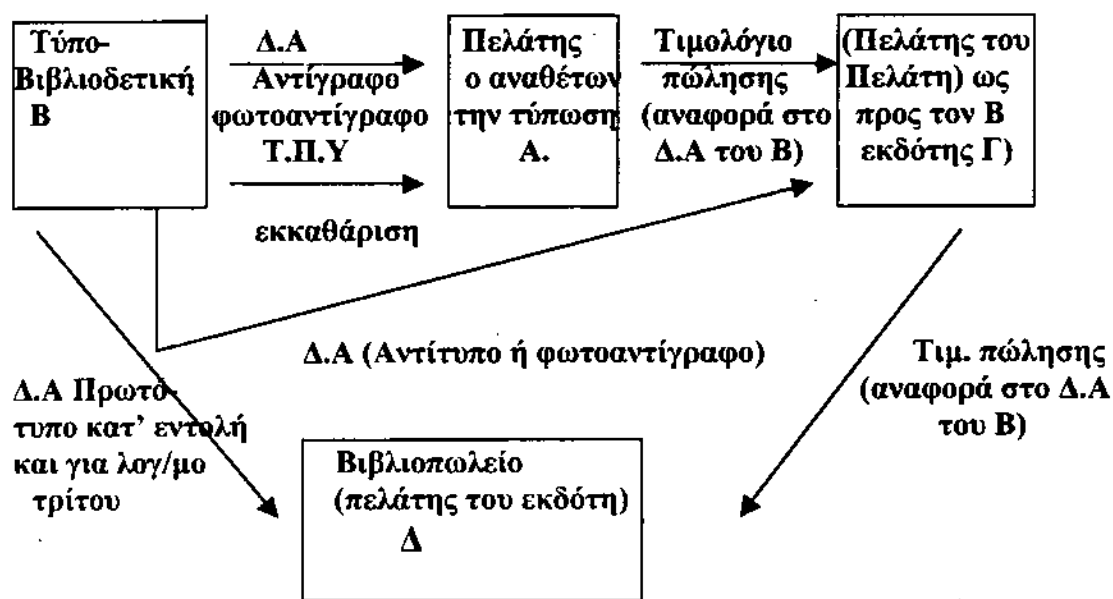 Τύπο-
Βιβλιοδετική
Β
Δ.Α
Αντίγραφο
φωτοαντίγραφο
Τ.Π.Υ
εκκαθάριση
Πελάτης
ο αναθέτων
την τύπωση
Α.
Τιμολόγιο
πώλησης
(αναφορά στο
Δ.Α του Β)
(Πελάτης του
Πελάτη) ως
προς τον Β
εκδότης Γ)
Δ.Α (Αντίτυπο ή φωτοαντίγραφο)
Δ.Α Πρωτό-
τυπο κατ’ εντολή
και για λογ/μο
τρίτου
Τιμ. πώλησης
(αναφορά στο Δ.Α
του Β)
Βιβλιοπωλείο
(πελάτης του εκδότη)
Δ